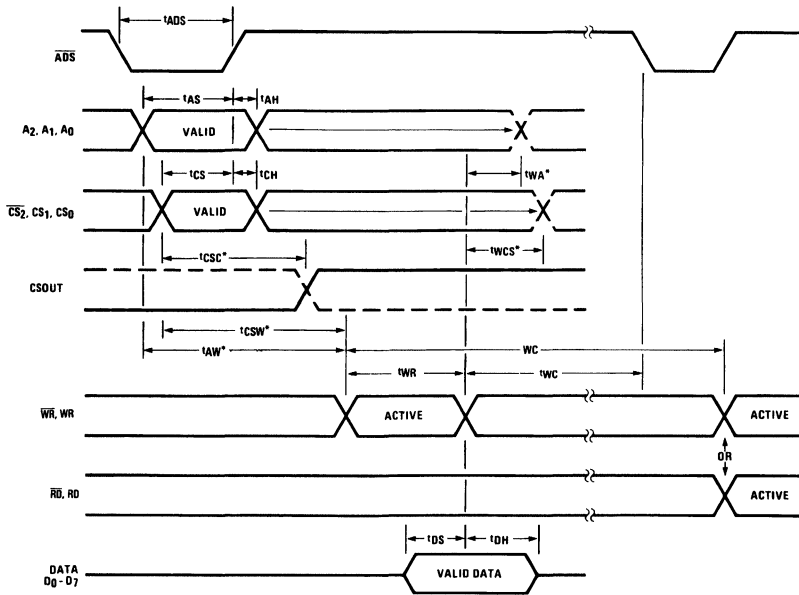 tADS
ADS
tAS tAH
A2, A1, A0 VALID
tWA*
tCS tCH
CS2, CS1, CS0 VALID
tWCS*
tCSC*
CSOUT
tCSW*
tAW* WC
tWR tWC
WR, WR ACTIVE ACTIVE
OR
RD, RD ACTIVE
tDS tDH
DATA
D0 - D7 VALID DATA